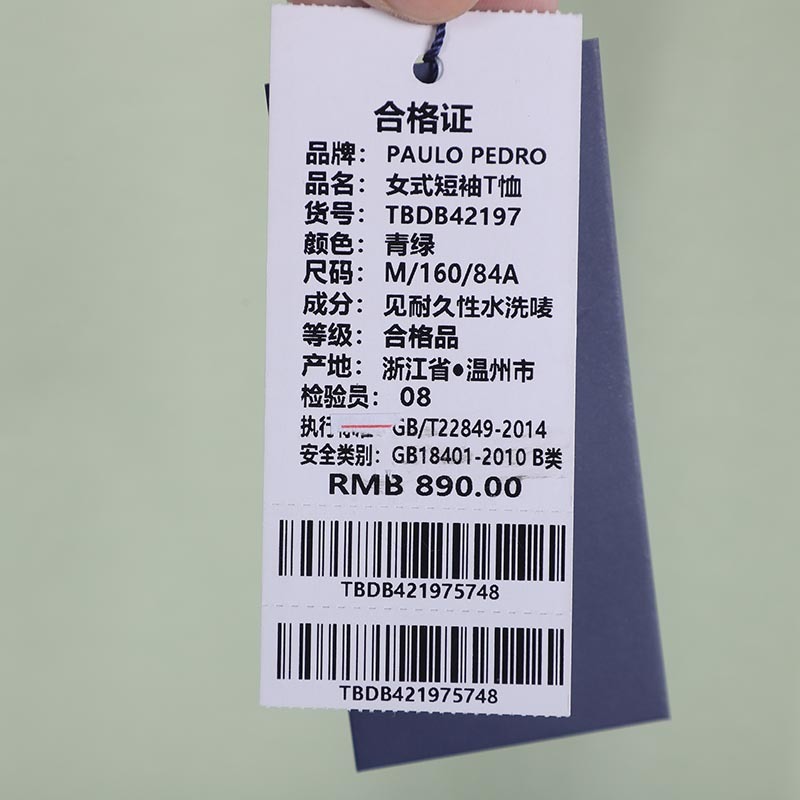 合格证
品牌： PAULO PEDRO
品名： 女式短袖T恤
货号： TBDB42197
颜色： 青绿
尺码： M/160/84A
成分： 见耐久性水洗唛
等级： 合格品
产地： 浙江省•温州市
检验员： 08
执行 GB/T22849-2014
安全类别： GB18401-2010 B类
RMB 890.00
TBDB421975748
TBDB421975748